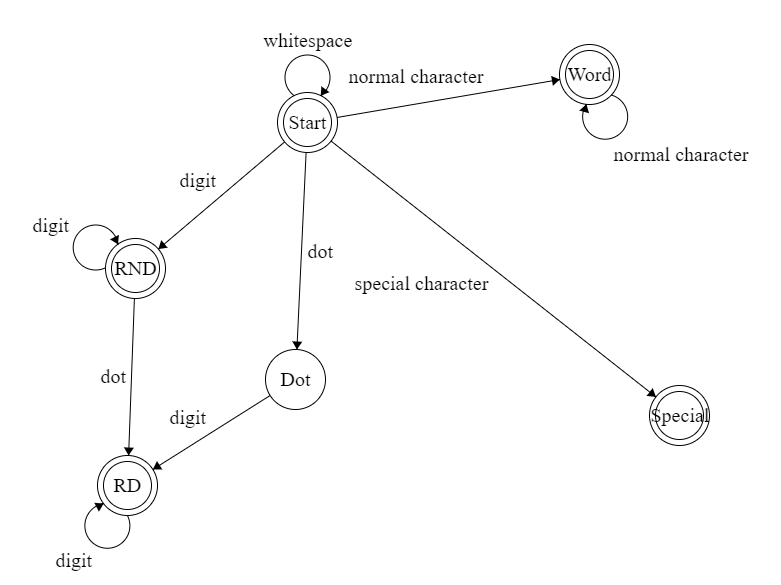 whitespace
normal character
Word
Start
normal character
digit
digit
dot
RND
special character
dot
Dot
digit
Special
RD
digit